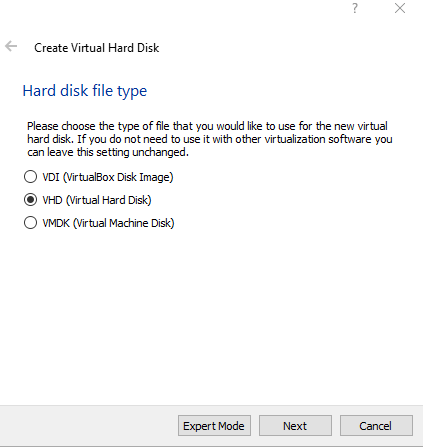 ?
Create Virtual Hard Disk
Hard disk file type
Please choose the type of file that you would like to use for the new virtual
hard disk. If you do not need to use it with other virtualization software you
can leave this setting unchanged.
VDI (VirtualBox Disk Image)
VHD (Virtual Hard Disk)
VMDK (Virtual Machine Disk)
Expert Mode
Next
Cancel